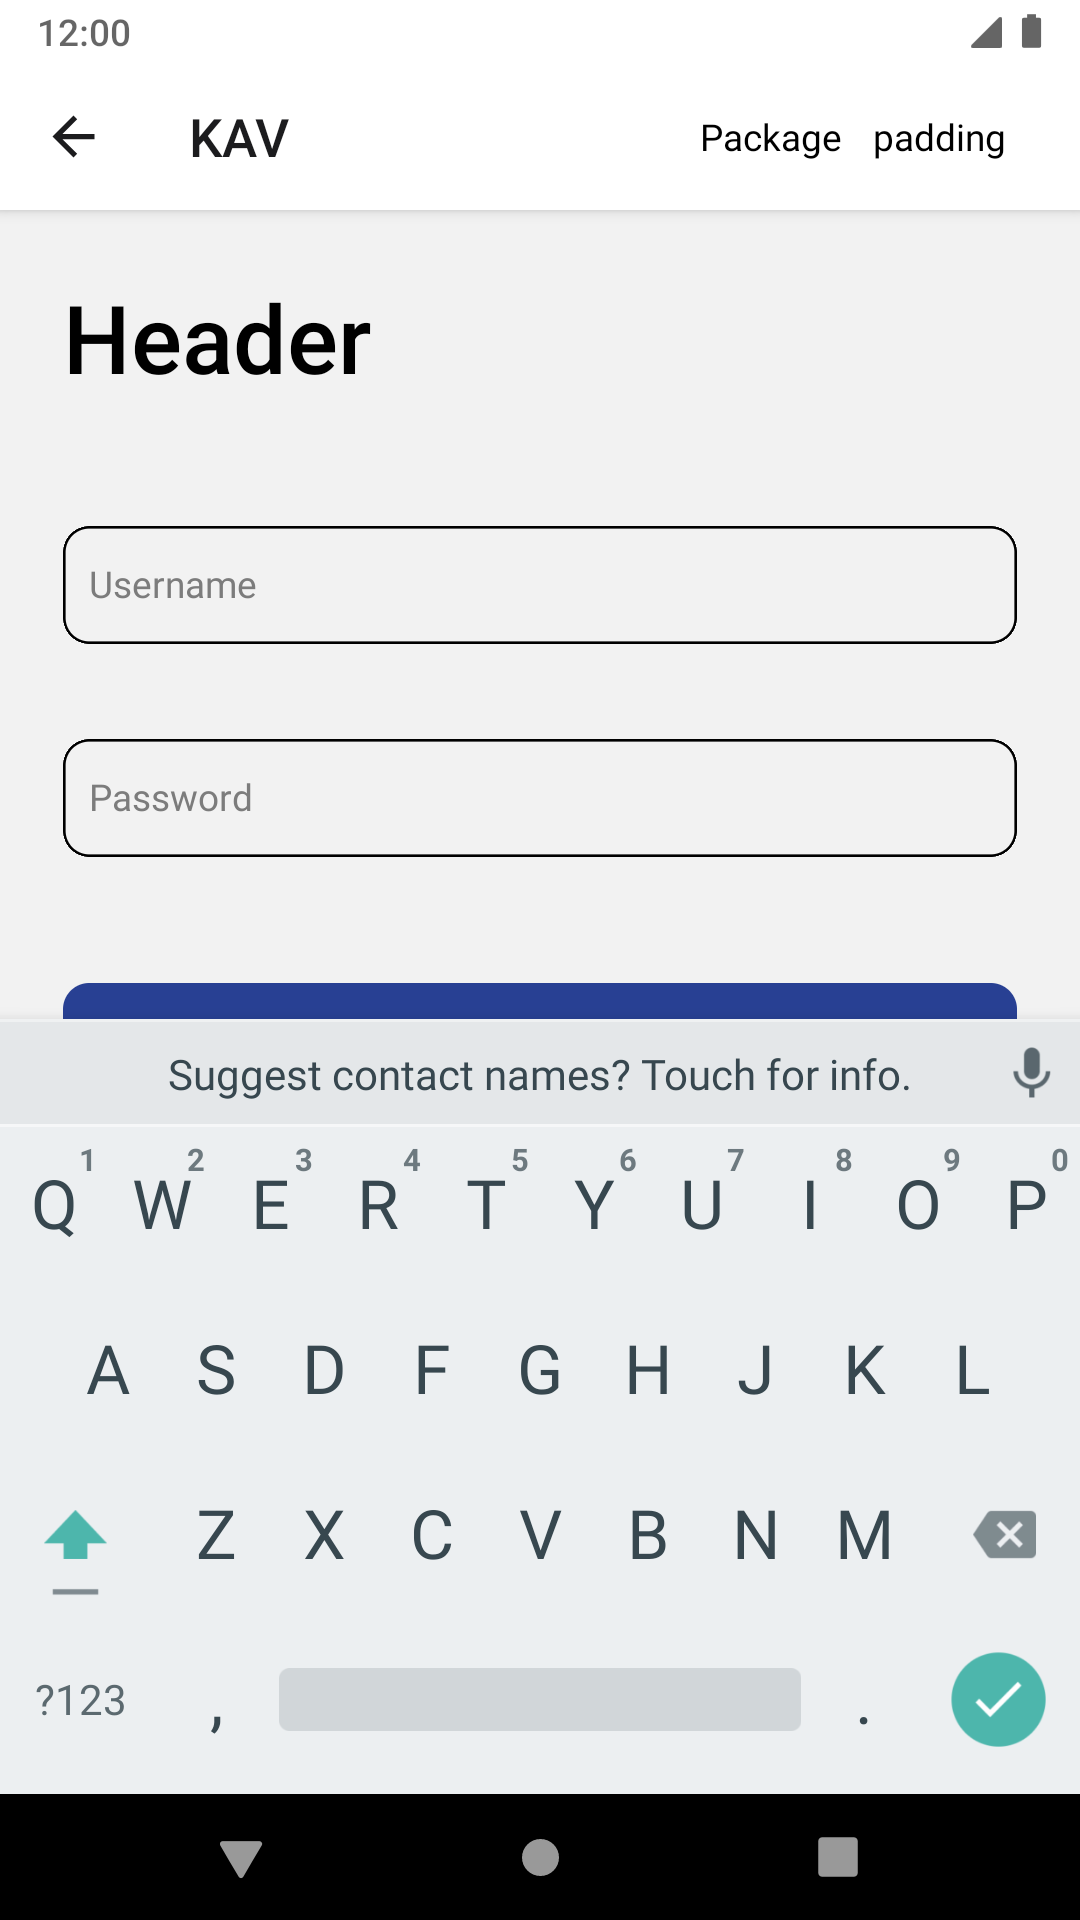 12:00
KAV Package padding
Header
Username
Password
Suggest contact names? Touch for info.
1 2 3 4 5 6 7 8 9 0
Q W E R T Y U I O P
A S D F G H J K L
Z X C V B N M
?123 , .